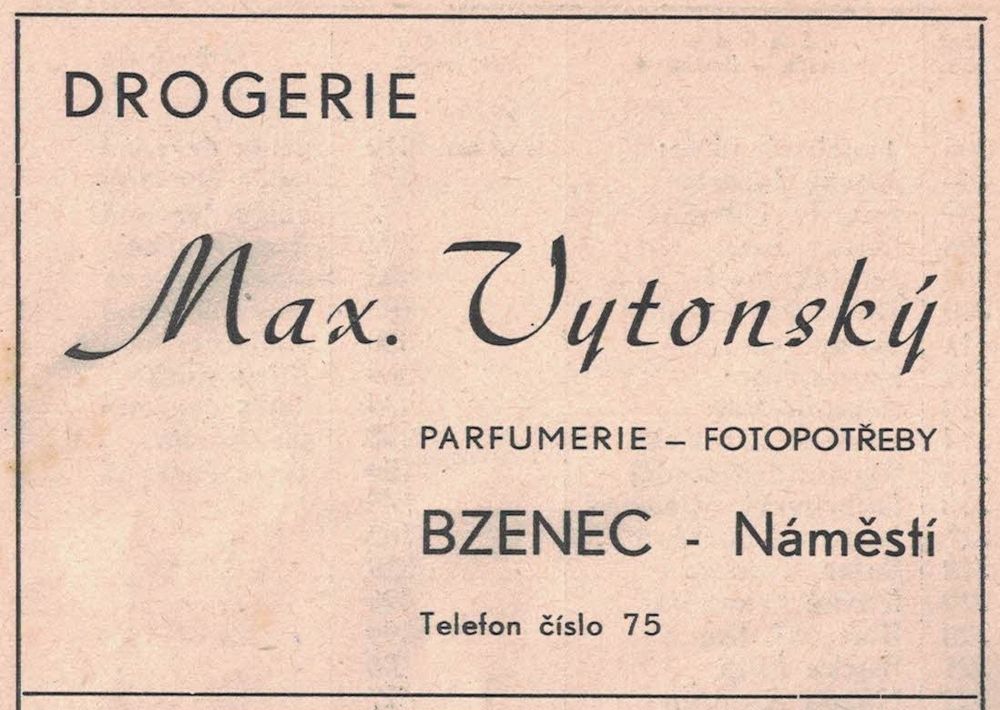 DROGERIE
Max. Vytonský
PARFUMERIE – FOTOPOTŘEBY
BZENEC - Náměstí
Telefon číslo 75